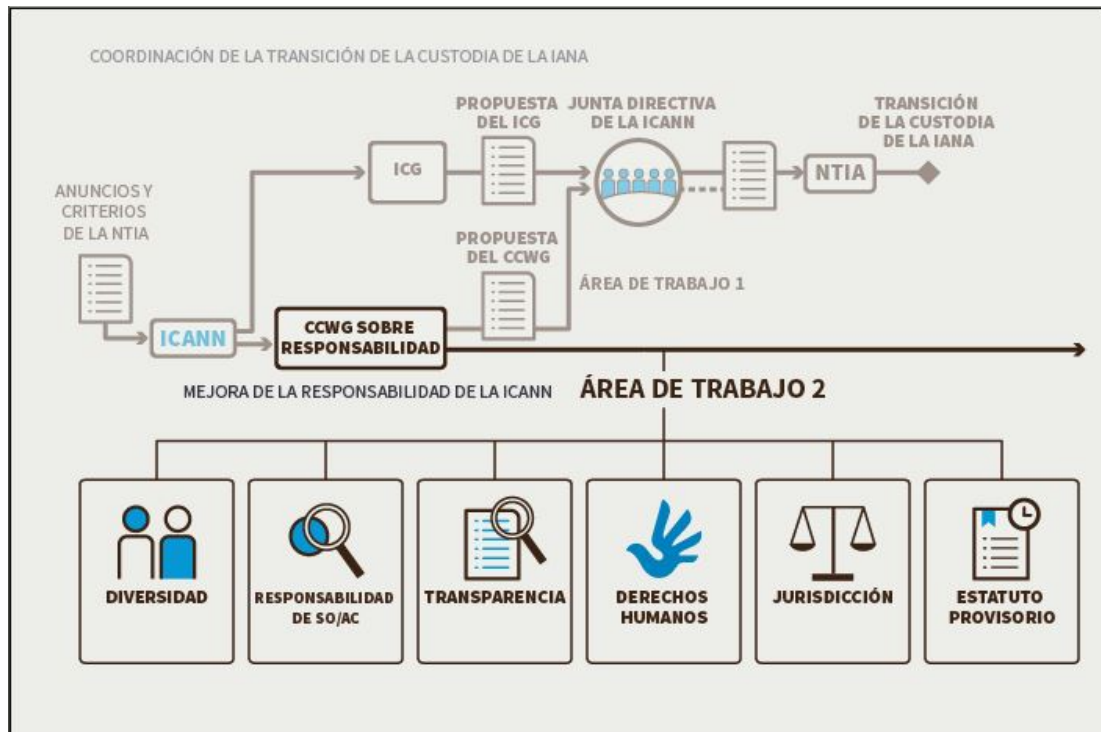 COORDINACIÓN DE LA TRANSICIÓN DE LA CUSTODIA DE LA IANA
PROPUESTA
DEL ICG
JUNTA DIRECTIVA
DE LA ICANN
TRANSICIÓN
DE LA CUSTODIA
DE LA IANA
ICG
NTIA
ANUNCIOS Y
CRITERIOS
DE LA NTIA
PROPUESTA
DEL CCWG
ÁREA DE TRABAJO 1
ICANN
CCWG SOBRE
RESPONSABILIDAD
MEJORA DE LA RESPONSABILIDAD DE LA ICANN
ÁREA DE TRABAJO 2
DIVERSIDAD
RESPONSABILIDAD
DE SO/AC
TRANSPARENCIA
DERECHOS
HUMANOS
JURISDICCIÓN
ESTATUTO
PROVISORIO